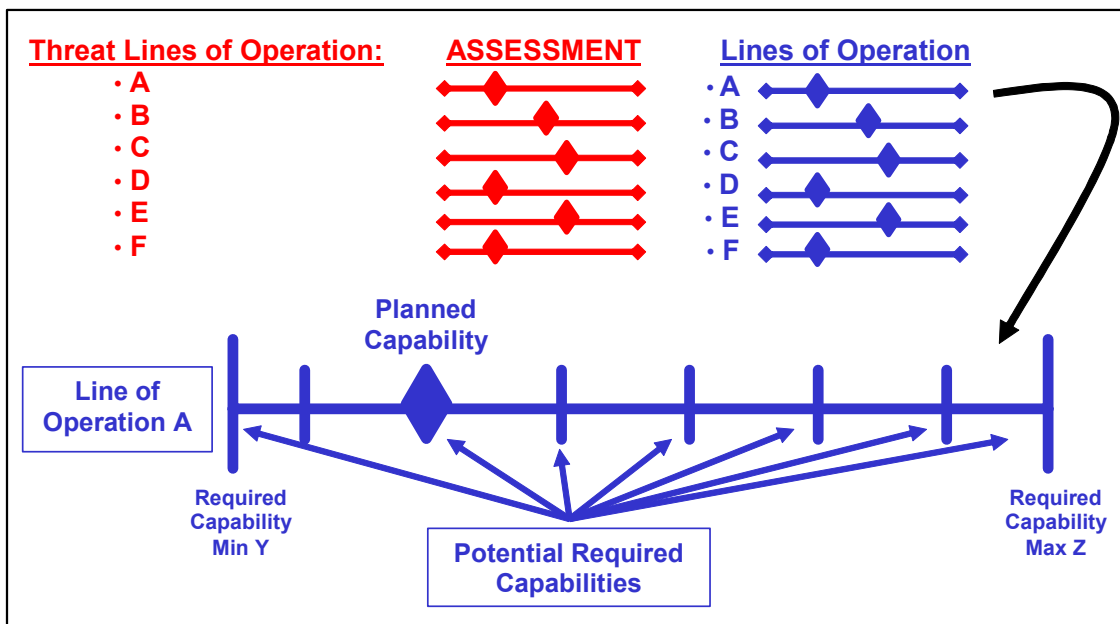 Threat Lines of Operation:
· A
· B
· C
· D
· E
· F
ASSESSMENT
Lines of Operation
· A
· B
· C
· D
· E
· F
Planned
Capability
Line of
Operation A
Required
Capability
Min Y
Potential Required
Capabilities
Required
Capability
Max Z